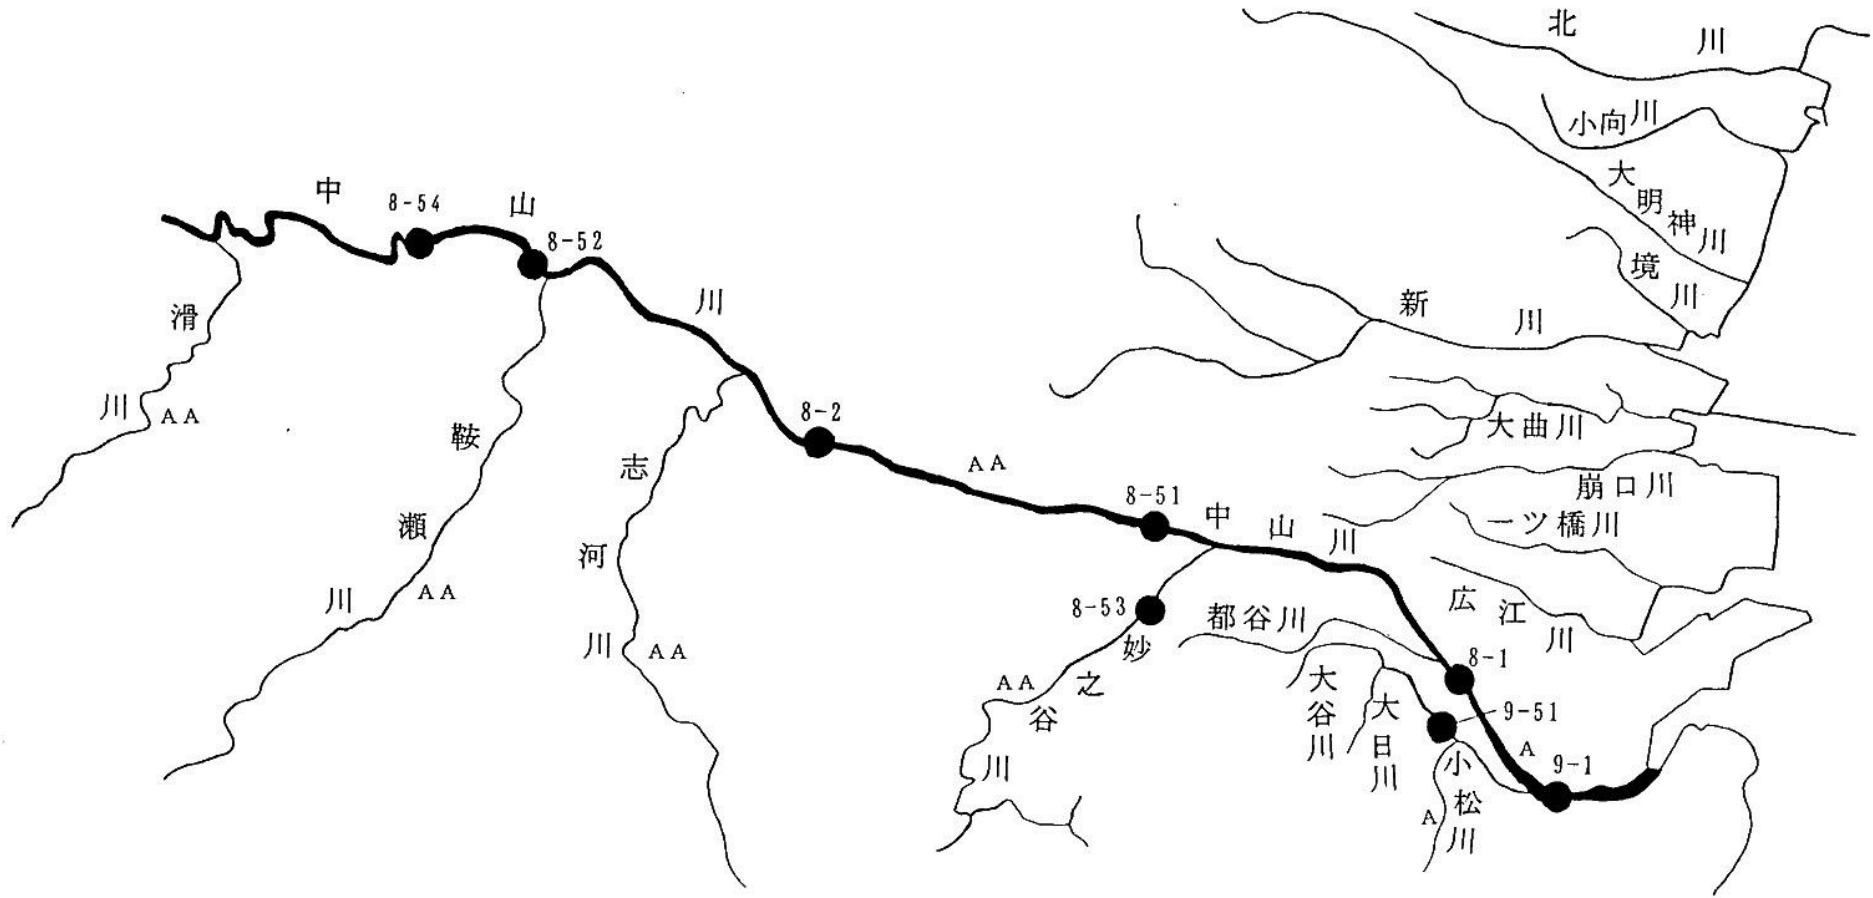 北川
小向川
大明神川
境川
新川
中山川
8-54
8-52
滑川
AA
鞍瀬川
AA
志河川
AA
8-2
AA
8-51
中山川
8-53
妙之谷川
AA
大曲川
崩口川
一ツ橋川
広江川
都谷川
大谷川
大日川
8-1
9-51
A
9-1
小松川
A